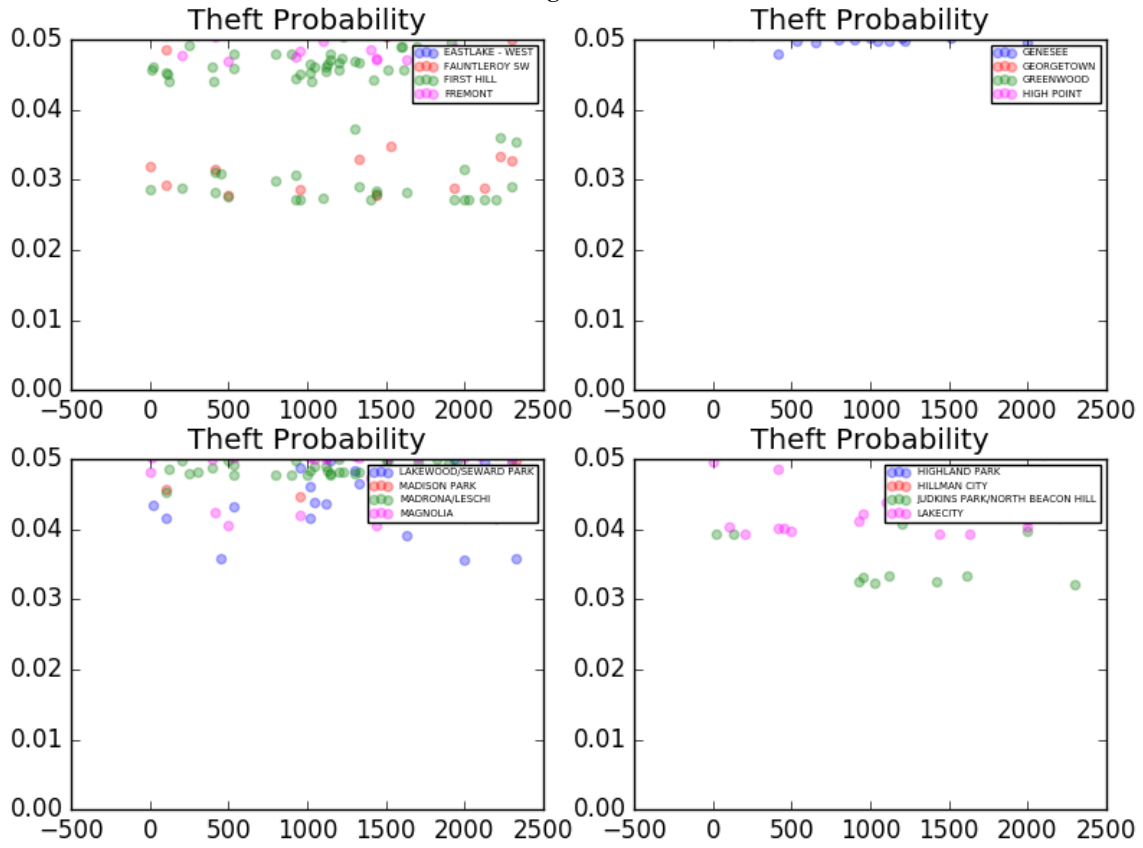 Theft Probability
0.05
0.04
0.03
0.02
0.01
0.00
−500 0 500 1000 1500 2000 2500
EASTLAKE - WEST
FAUNTLEROY SW
FIRST HILL
FREMONT
Theft Probability
0.05
0.04
0.03
0.02
0.01
0.00
−500 0 500 1000 1500 2000 2500
GENESEE
GEORGETOWN
GREENWOOD
HIGH POINT
Theft Probability
0.05
0.04
0.03
0.02
0.01
0.00
−500 0 500 1000 1500 2000 2500
LAKEWOOD/SEWARD PARK
MADISON PARK
MADRONA/LESCHI
MAGNOLIA
Theft Probability
0.05
0.04
0.03
0.02
0.01
0.00
−500 0 500 1000 1500 2000 2500
HIGHLAND PARK
HILLMAN CITY
JUDKINS PARK/NORTH BEACON HILL
LAKECITY